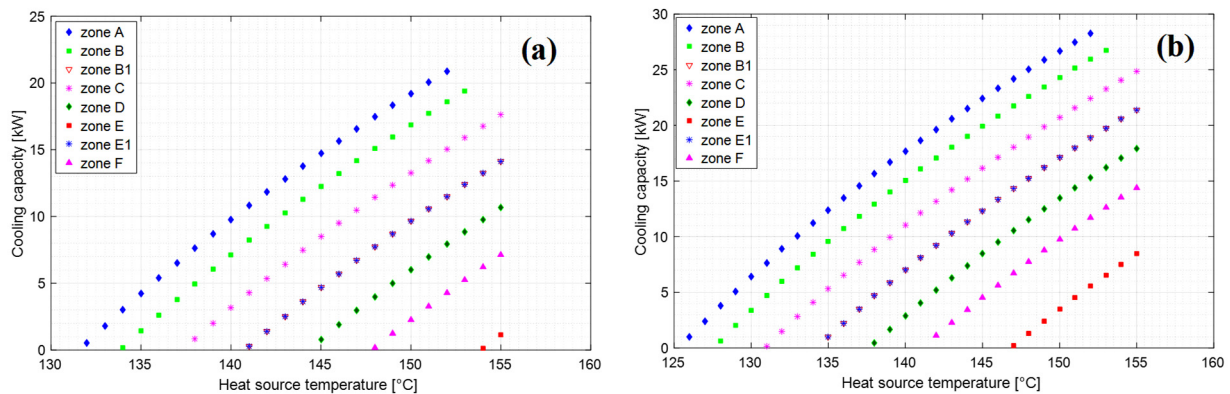 25
20
15
10
5
0
Cooling capacity [kW]
zone A
zone B
zone B1
zone C
zone D
zone E
zone E1
zone F
(a)
130 135 140 145 150 155 160
Heat source temperature [°C]
30
25
20
15
10
5
0
Cooling capacity [kW]
zone A
zone B
zone B1
zone C
zone D
zone E
zone E1
zone F
(b)
125 130 135 140 145 150 155 160
Heat source temperature [°C]